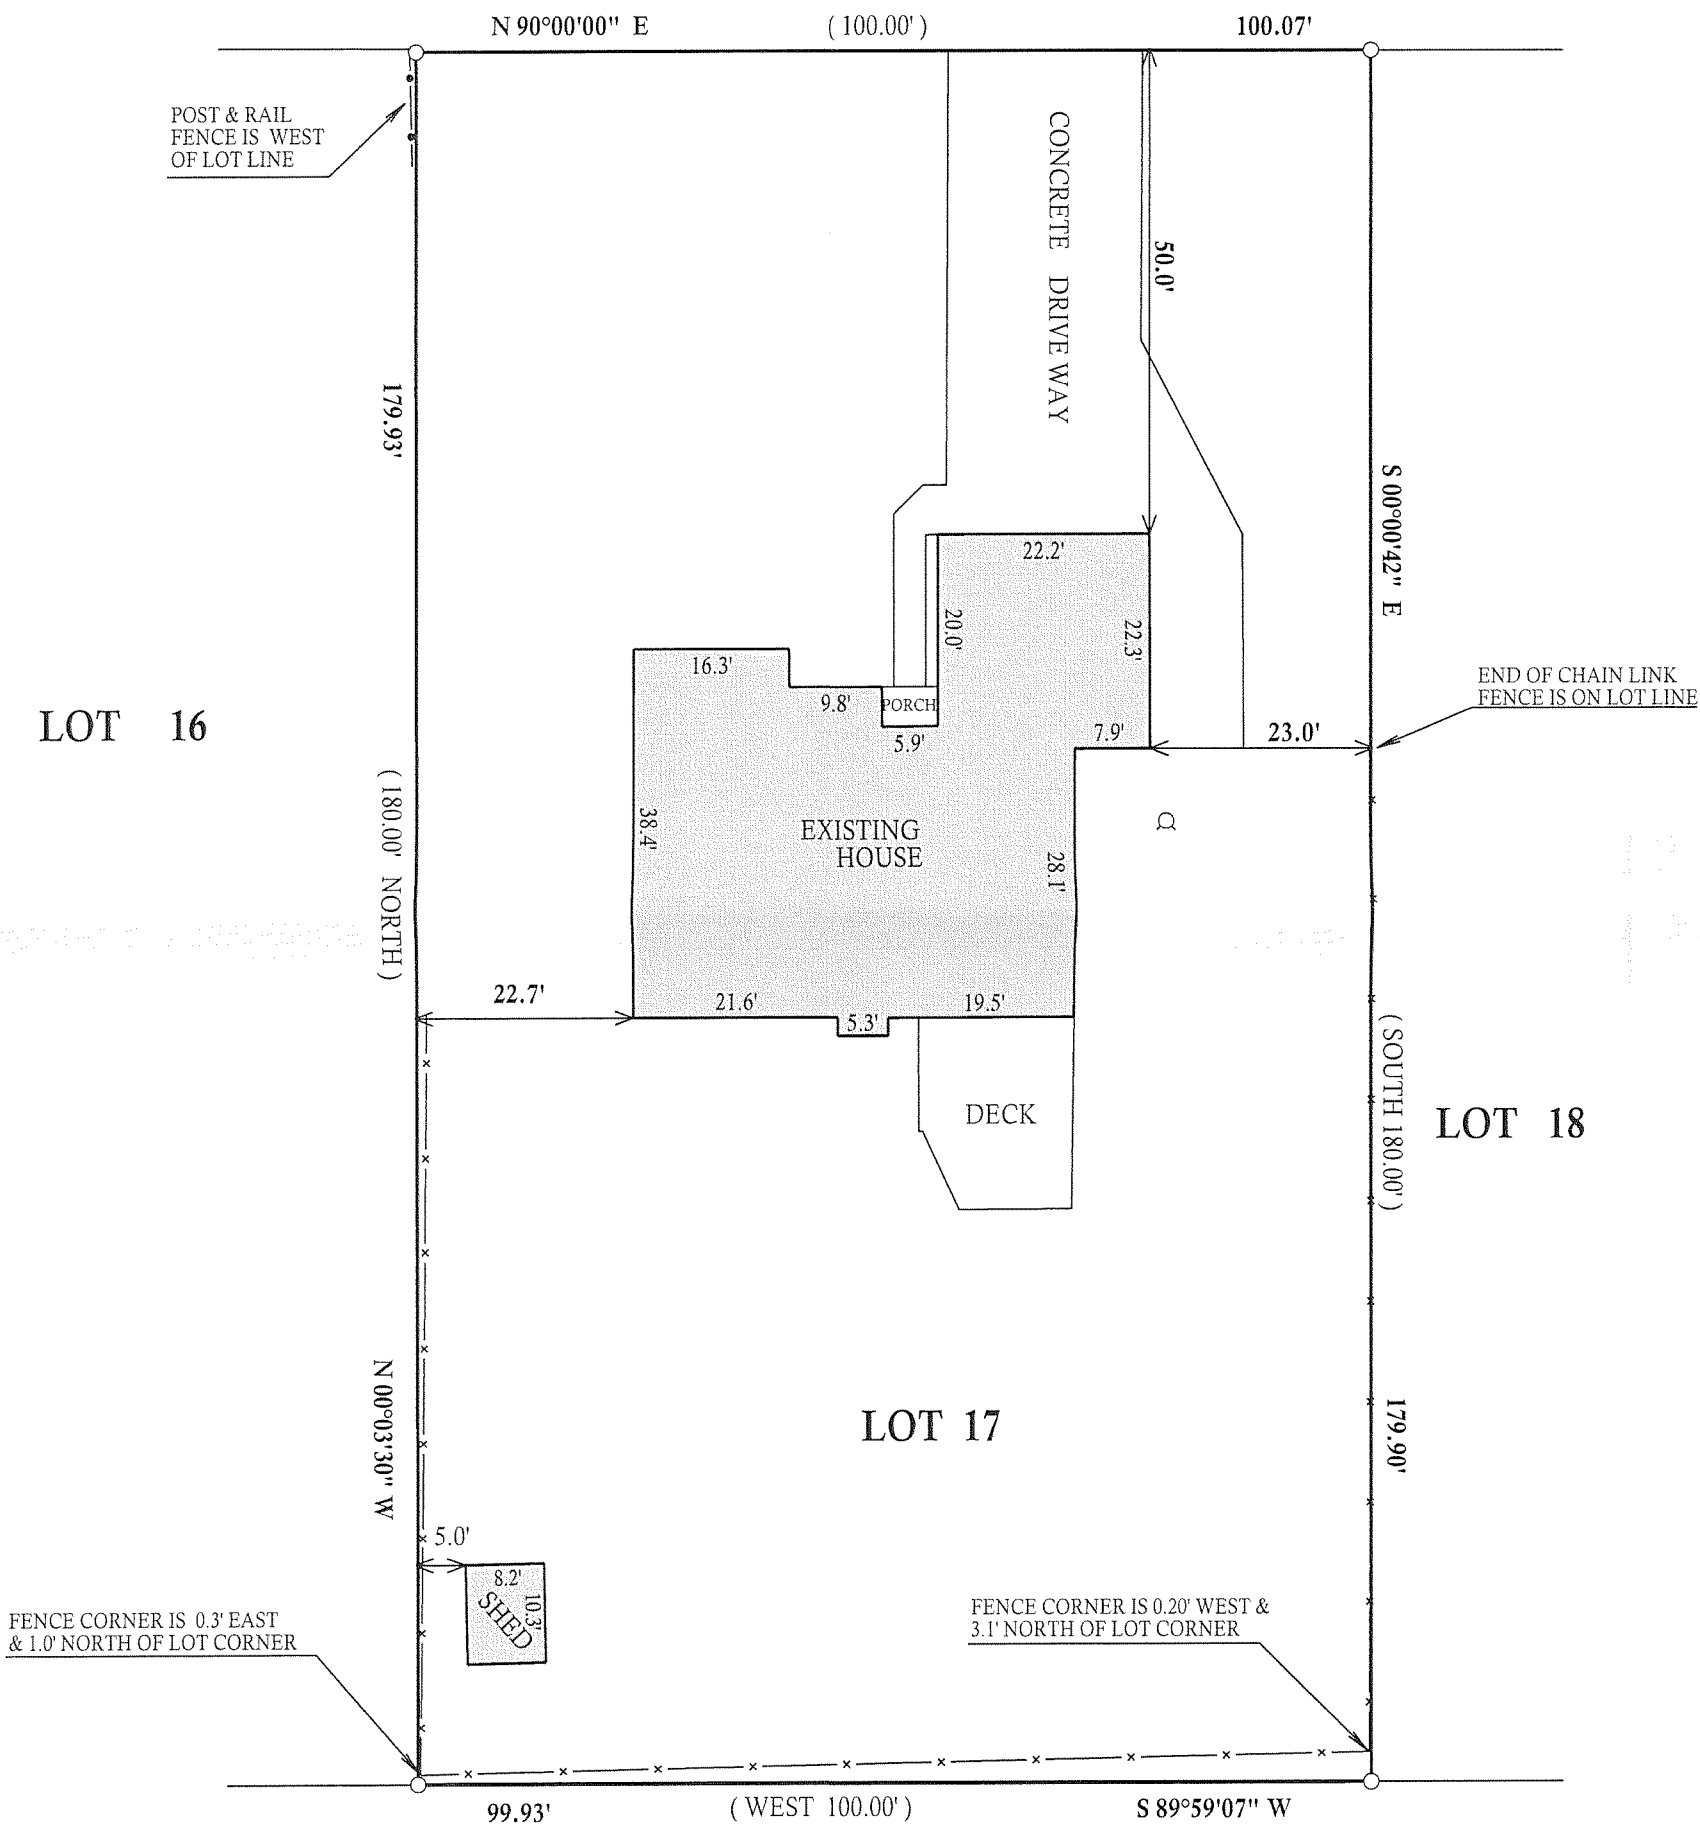 N 90°00'00" E
( 100.00' )
100.07'
POST & RAIL
FENCE IS WEST
OF LOT LINE
CONCRETE DRIVEWAY
50.0'
179.93'
S 00°00'42" E
22.2'
20.0'
22.3'
16.3'
9.8'
PORCH
5.9'
7.9'
23.0'
END OF CHAIN LINK
FENCE IS ON LOT LINE
LOT 16
( 180.00' NORTH )
38.4'
EXISTING
HOUSE
28.1'
22.7'
21.6'
5.3'
19.5'
DECK
( SOUTH 180.00' )
LOT 18
N 00°03'30" W
LOT 17
179.90'
5.0'
8.2'
10.3'
SHED
FENCE CORNER IS 0.3' EAST
& 1.0' NORTH OF LOT CORNER
FENCE CORNER IS 0.20' WEST &
3.1' NORTH OF LOT CORNER
99.93'
( WEST 100.00' )
S 89°59'07" W